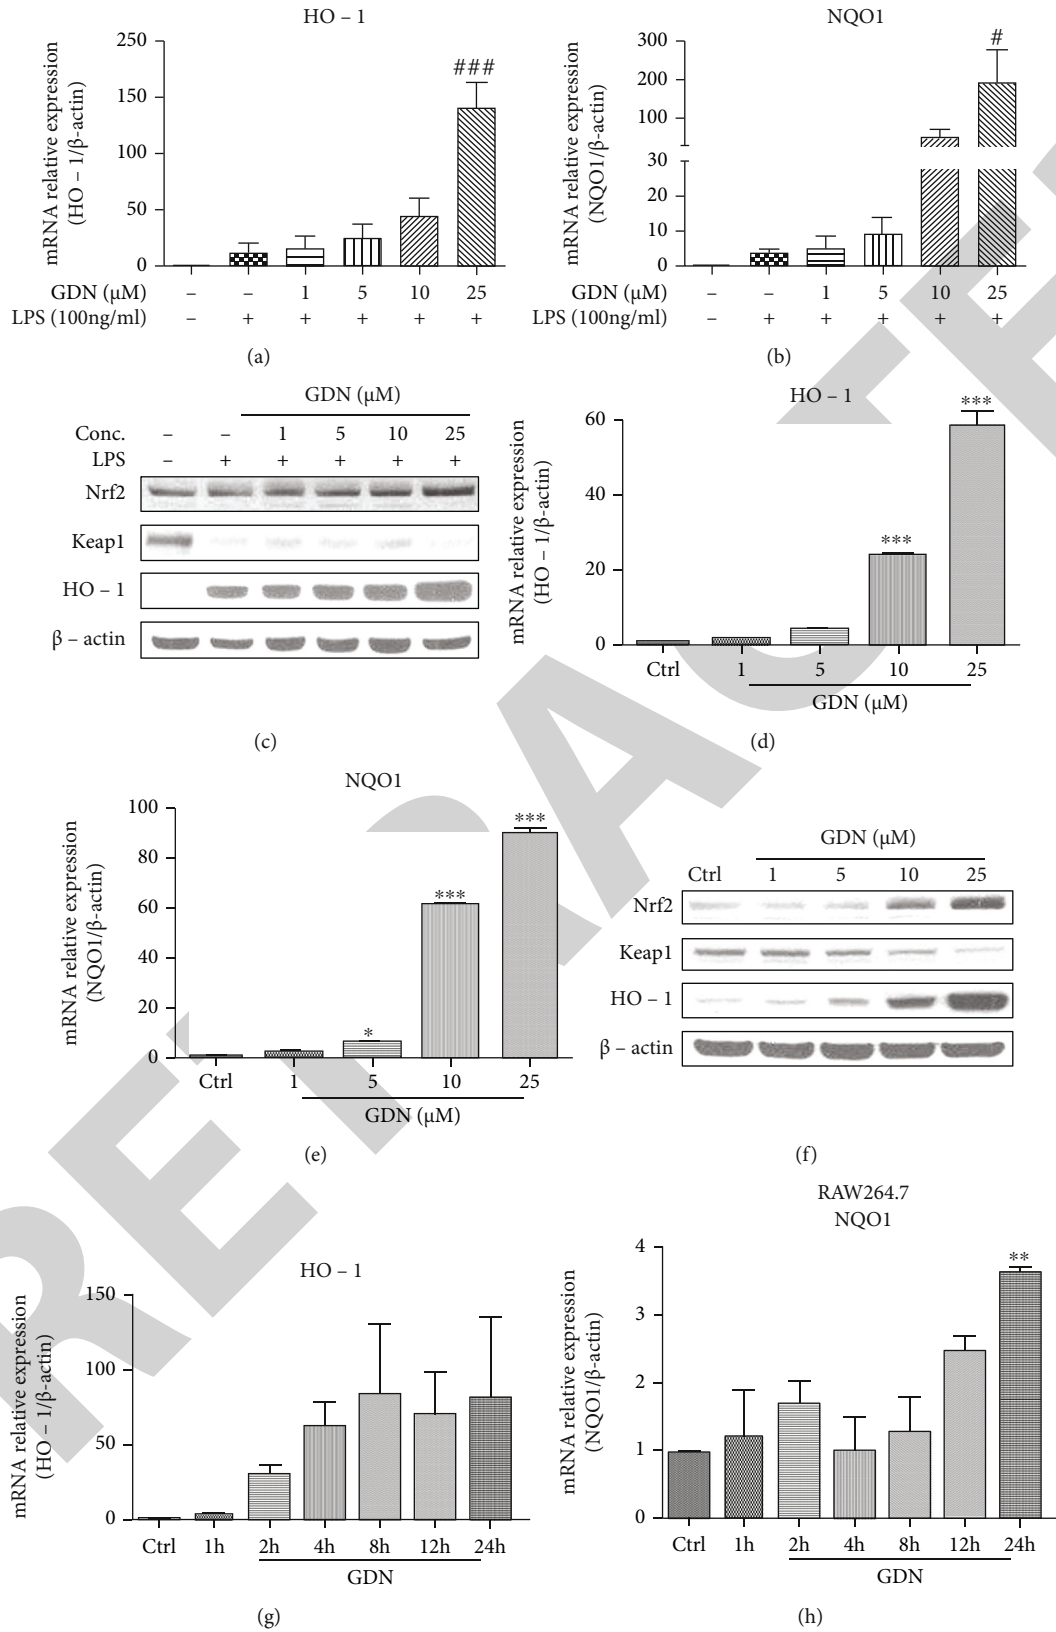 HO – 1
mRNA relative expression
(HO – 1/β-actin)
250
150
100
50
0
###
GDN (μM) – – 1 5 10 25
LPS (100ng/ml) – + + + + +
(a)
NQO1
mRNA relative expression
(NQO1/β-actin)
300
200
100
30
20
10
0
#
GDN (μM) – – 1 5 10 25
LPS (100ng/ml) – + + + + +
(b)
GDN (μM)
Conc. – – 1 5 10 25
LPS – + + + + +
Nrf2
Keap1
HO – 1
β – actin
(c)
HO – 1
mRNA relative expression
(HO – 1/β-actin)
60
40
20
0
***
***
Ctrl 1 5 10 25
GDN (μM)
(d)
NQO1
mRNA relative expression
(NQO1/β-actin)
100
80
60
40
20
0
*
***
***
Ctrl 1 5 10 25
GDN (μM)
(e)
GDN (μM)
Ctrl 1 5 10 25
Nrf2
Keap1
HO – 1
β – actin
(f)
HO – 1
mRNA relative expression
(HO – 1/β-actin)
150
100
50
0
Ctrl 1h 2h 4h 8h 12h 24h
GDN
(g)
RAW264.7
NQO1
mRNA relative expression
(NQO1/β-actin)
4
3
2
1
0
**
Ctrl 1h 2h 4h 8h 12h 24h
GDN
(h)
RETRACTED